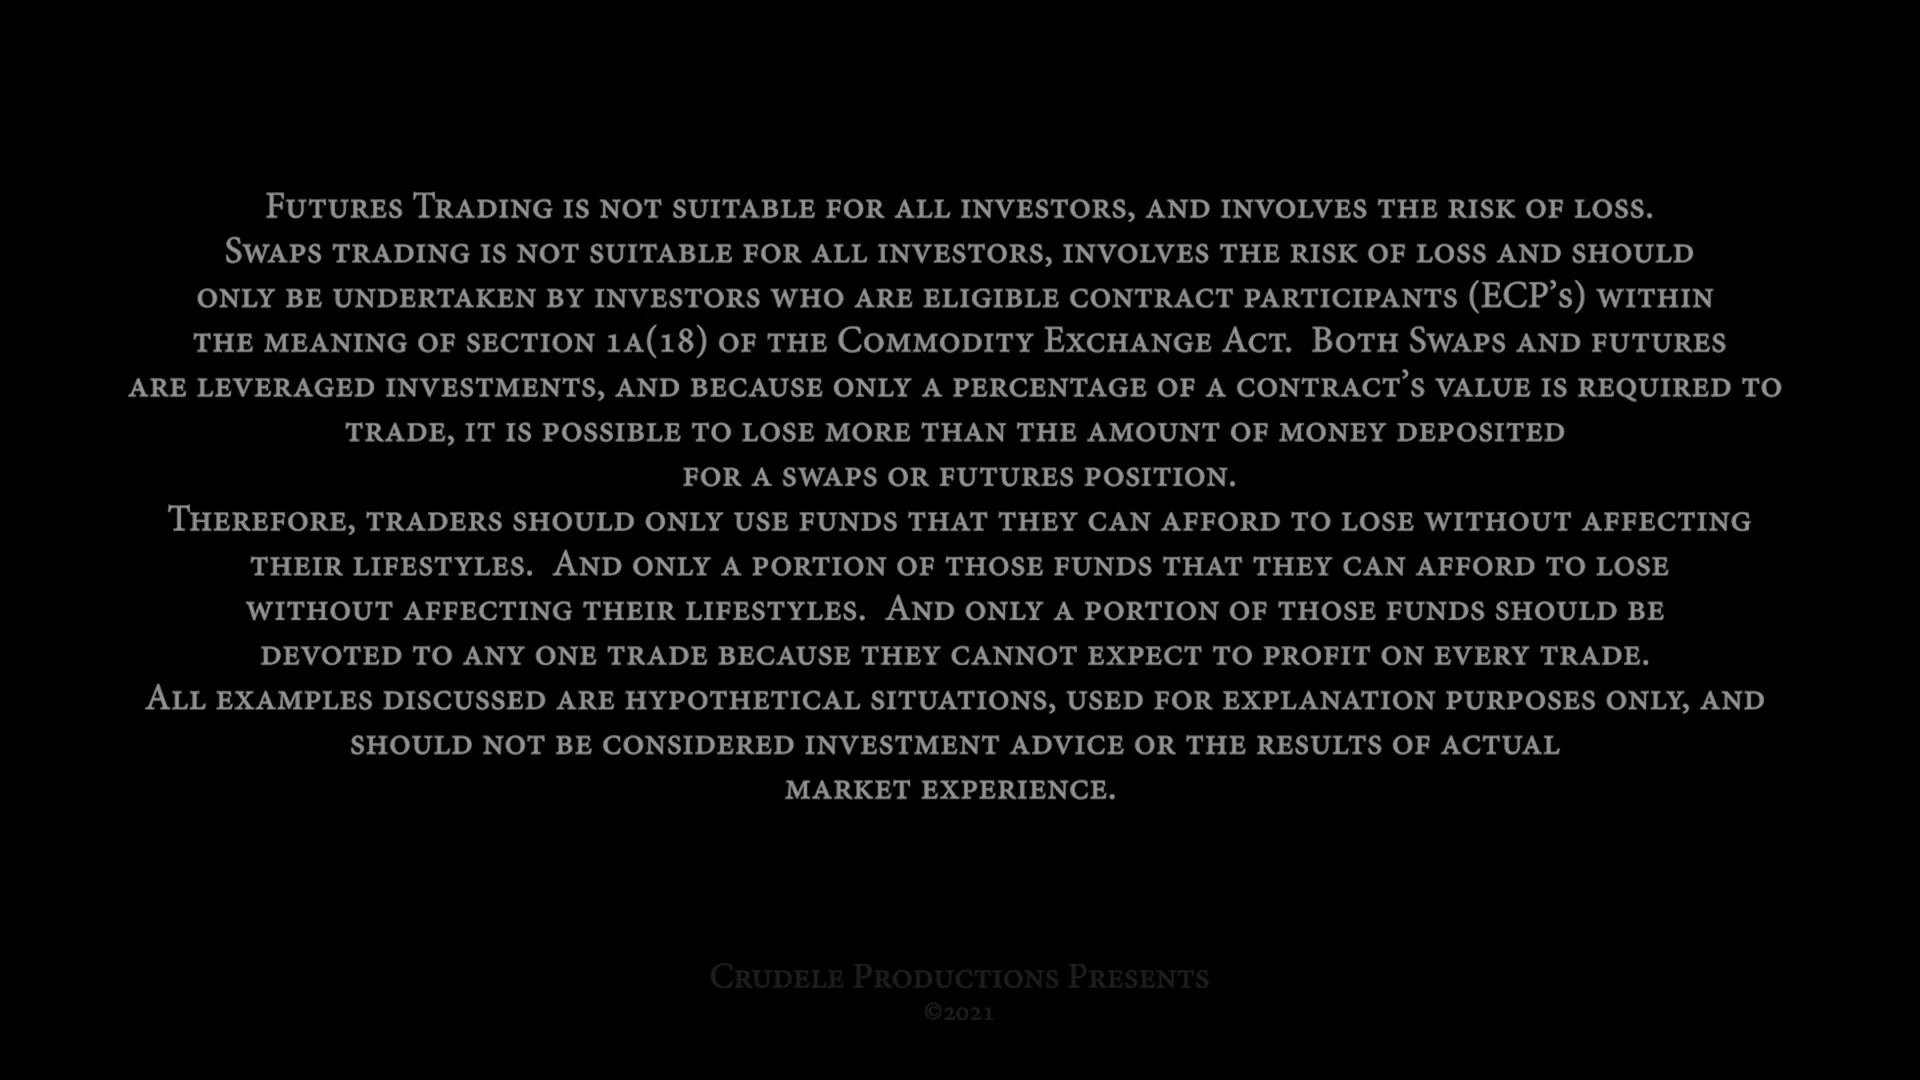 Futures Trading is not suitable for all investors, and involves the risk of loss.
Swaps trading is not suitable for all investors, involves the risk of loss and should
only be undertaken by investors who are eligible contract participants (ECP's) within
the meaning of section 1a(18) of the Commodity Exchange Act. Both Swaps and futures
are leveraged investments, and because only a percentage of a contract's value is required to
trade, it is possible to lose more than the amount of money deposited
for a swaps or futures position.
Therefore, traders should only use funds that they can afford to lose without affecting
their lifestyles. And only a portion of those funds that they can afford to lose
without affecting their lifestyles. And only a portion of those funds should be
devoted to any one trade because they cannot expect to profit on every trade.
All examples discussed are hypothetical situations, used for explanation purposes only, and
should not be considered investment advice or the results of actual
market experience.
Crudele Productions Presents
©2021